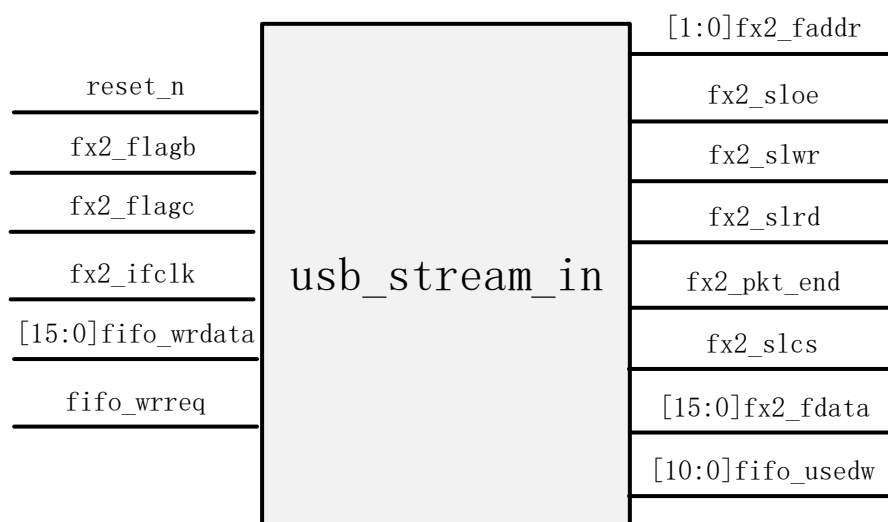 reset_n
fx2_flagb
fx2_flagc
fx2_ifclk
[15:0]fifo_wrdata
fifo_wrreq
usb_stream_in
[1:0]fx2_faddr
fx2_sloe
fx2_slwr
fx2_slrd
fx2_pkt_end
fx2_slcs
[15:0]fx2_fdata
[10:0]fifo_usedw